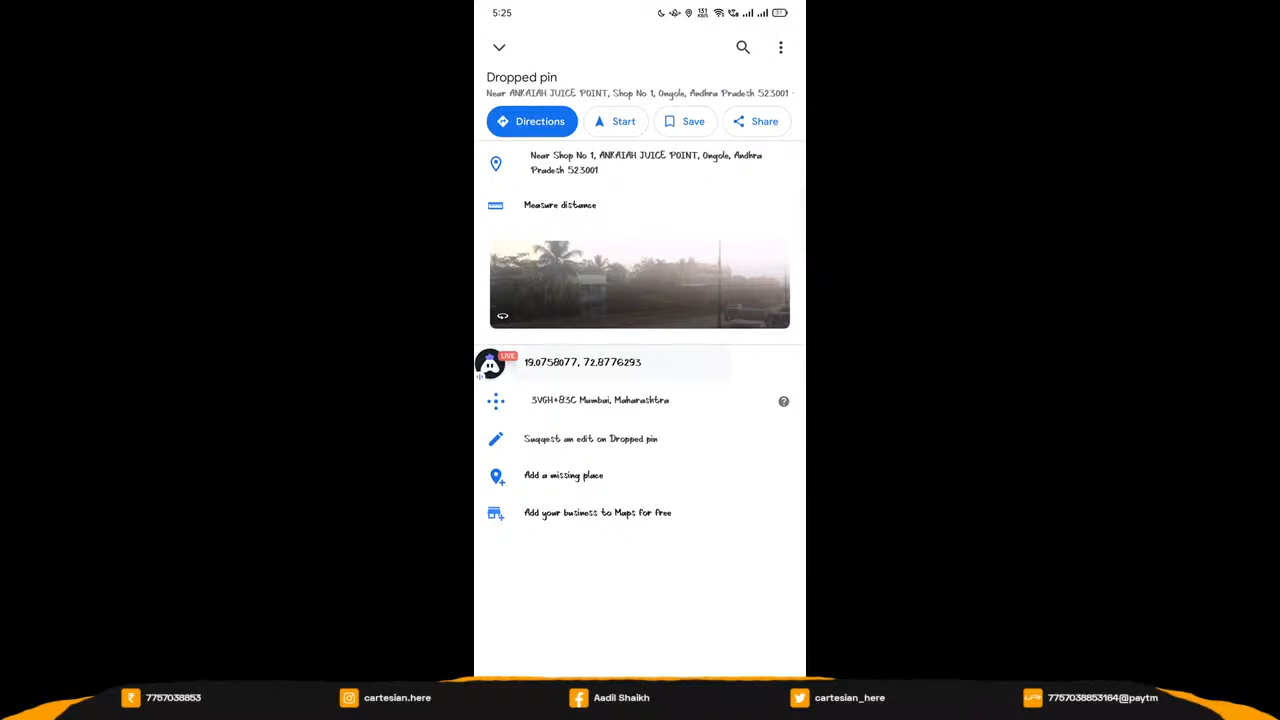 5:25
131
KB/S
51
Dropped pin
Near ANKAIAH JUICE POINT, Shop No 1, Ongole, Andhra Pradesh 523001 ·
Directions
Start
Save
Share
Near Shop No 1, ANKAIAH JUICE POINT, Ongole, Andhra
Pradesh 523001
Measure distance
LIVE
19.0758077, 72.8776293
3VGH+83C Mumbai, Maharashtra
Suggest an edit on Dropped pin
Add a missing place
Add your business to Maps for free
7757038853
cartesian.here
Aadil Shaikh
cartesian_here
7757038853164@paytm